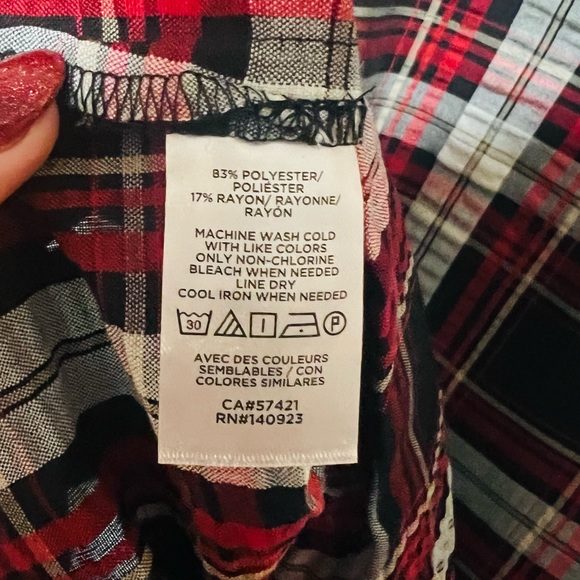 83% POLYESTER/
POLIÉSTER
17% RAYON/ RAYONNE/
RAYÓN
MACHINE WASH COLD
WITH LIKE COLORS
ONLY NON-CHLORINE
BLEACH WHEN NEEDED
LINE DRY
COOL IRON WHEN NEEDED
30 P
AVEC DES COULEURS
SEMBLABLES / CON
COLORES SIMILARES
CA#57421
RN#140923